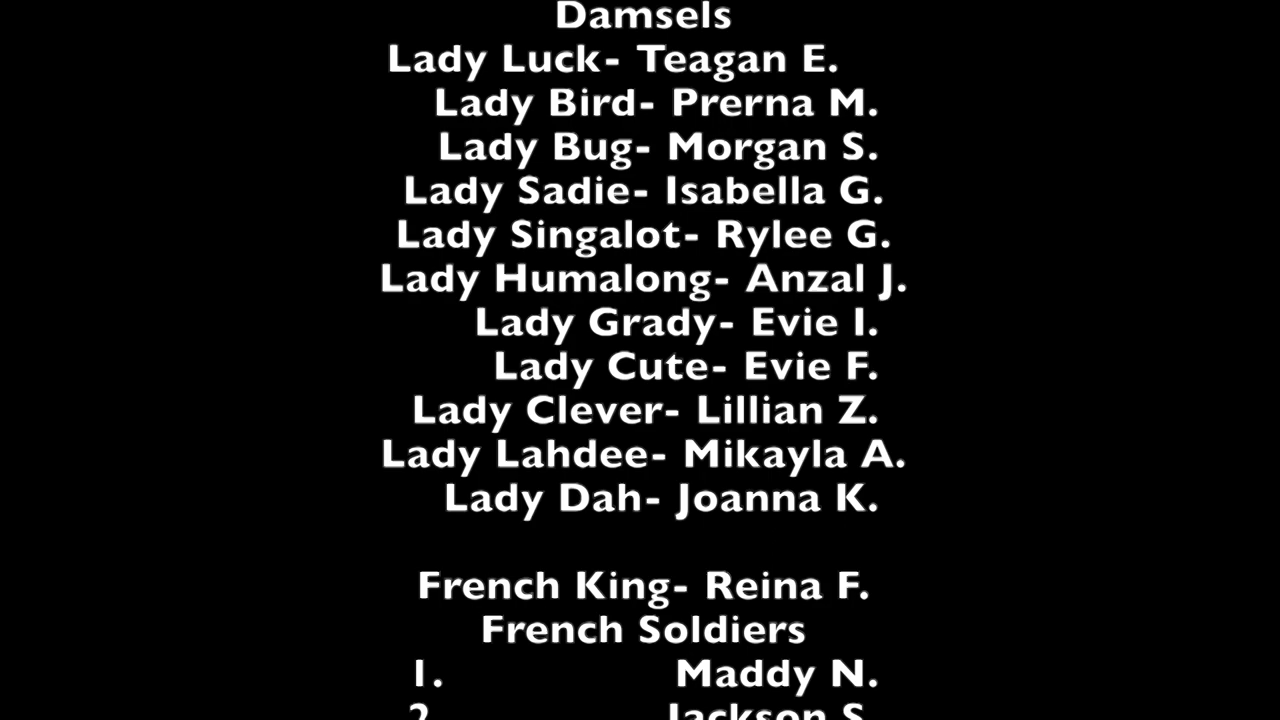 Damsels
Lady Luck- Teagan E.
Lady Bird- Prerna M.
Lady Bug- Morgan S.
Lady Sadie- Isabella G.
Lady Singalot- Rylee G.
Lady Humalong- Anzal J.
Lady Grady- Evie I.
Lady Cute- Evie F.
Lady Clever- Lillian Z.
Lady Lahdee- Mikayla A.
Lady Dah- Joanna K.
French King- Reina F.
French Soldiers
1. Maddy N.
2. Jackson S.